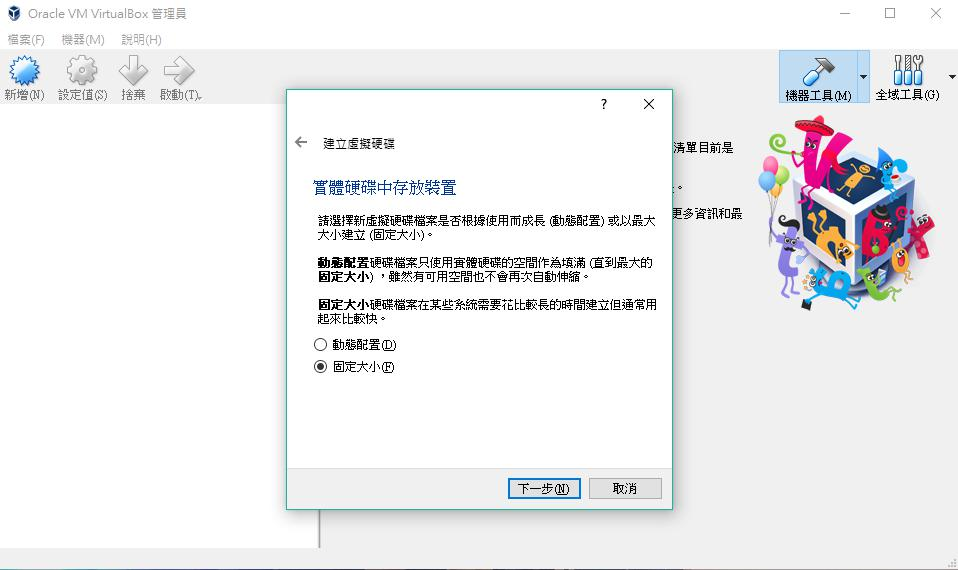 Oracle VM VirtualBox 管理員
檔案(F) 機器(M) 說明(H)
新增(N) 設定值(S) 捨棄 啟動(T)
機器工具(M) 全域工具(G)
?
建立虛擬硬碟
實體硬碟中存放裝置
請選擇新虛擬硬碟檔案是否根據使用而成長 (動態配置) 或以最大
大小建立 (固定大小)。
動態配置硬碟檔案只使用實體硬碟的空間作為填滿 (直到最大的
固定大小) ，雖然有可用空間也不會再次自動伸縮。
固定大小硬碟檔案在某些系統需要花比較長的時間建立但通常用
起來比較快。
動態配置(D)
固定大小(F)
下一步(N) 取消
清單目前是
。
更多資訊和最